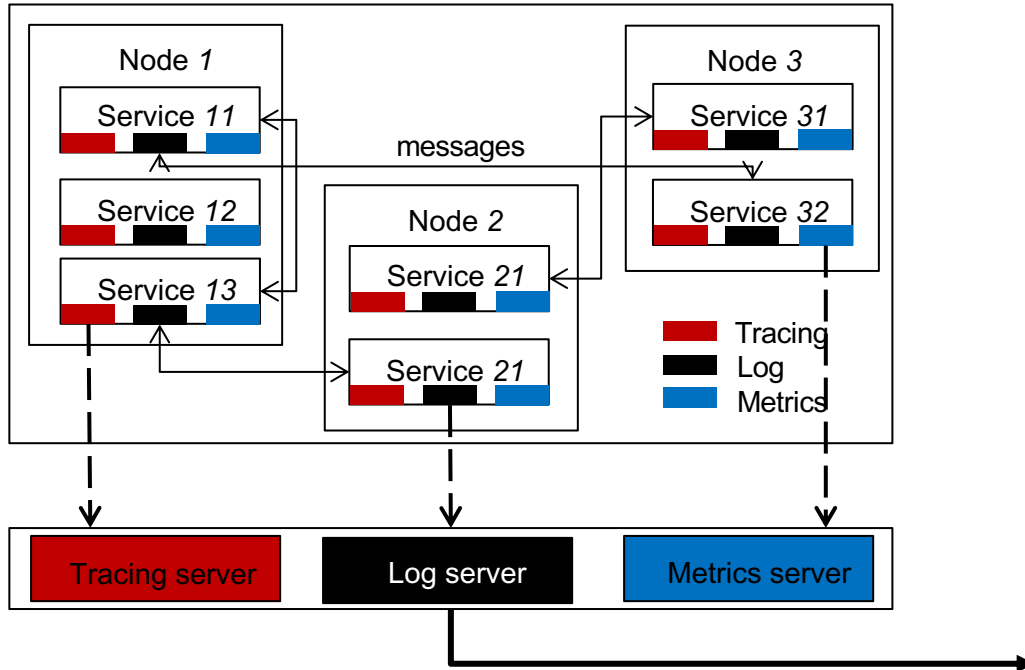 Node 1
Service 11
Service 12
Service 13
messages
Node 2
Service 21
Service 21
Node 3
Service 31
Service 32
Tracing
Log
Metrics
Tracing server
Log server
Metrics server